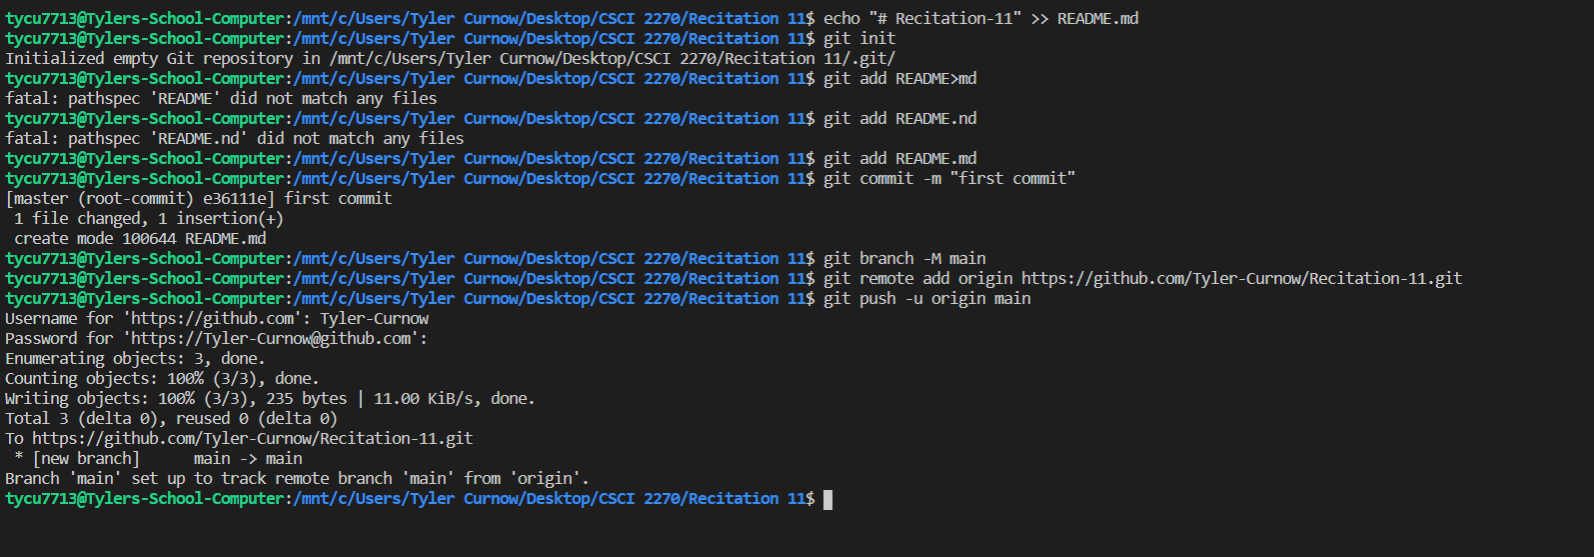 tycu7713@Tylers-School-Computer:/mnt/c/Users/Tyler Curnow/Desktop/CSCI 2270/Recitation 11$ echo "# Recitation-11" >> README.md
tycu7713@Tylers-School-Computer:/mnt/c/Users/Tyler Curnow/Desktop/CSCI 2270/Recitation 11$ git init
Initialized empty Git repository in /mnt/c/Users/Tyler Curnow/Desktop/CSCI 2270/Recitation 11/.git/
tycu7713@Tylers-School-Computer:/mnt/c/Users/Tyler Curnow/Desktop/CSCI 2270/Recitation 11$ git add README>md
fatal: pathspec 'README' did not match any files
tycu7713@Tylers-School-Computer:/mnt/c/Users/Tyler Curnow/Desktop/CSCI 2270/Recitation 11$ git add README.nd
fatal: pathspec 'README.nd' did not match any files
tycu7713@Tylers-School-Computer:/mnt/c/Users/Tyler Curnow/Desktop/CSCI 2270/Recitation 11$ git add README.md
tycu7713@Tylers-School-Computer:/mnt/c/Users/Tyler Curnow/Desktop/CSCI 2270/Recitation 11$ git commit -m "first commit"
[master (root-commit) e36111e] first commit
 1 file changed, 1 insertion(+)
 create mode 100644 README.md
tycu7713@Tylers-School-Computer:/mnt/c/Users/Tyler Curnow/Desktop/CSCI 2270/Recitation 11$ git branch -M main
tycu7713@Tylers-School-Computer:/mnt/c/Users/Tyler Curnow/Desktop/CSCI 2270/Recitation 11$ git remote add origin https://github.com/Tyler-Curnow/Recitation-11.git
tycu7713@Tylers-School-Computer:/mnt/c/Users/Tyler Curnow/Desktop/CSCI 2270/Recitation 11$ git push -u origin main
Username for 'https://github.com': Tyler-Curnow
Password for 'https://Tyler-Curnow@github.com':
Enumerating objects: 3, done.
Counting objects: 100% (3/3), done.
Writing objects: 100% (3/3), 235 bytes | 11.00 KiB/s, done.
Total 3 (delta 0), reused 0 (delta 0)
To https://github.com/Tyler-Curnow/Recitation-11.git
 * [new branch]      main -> main
Branch 'main' set up to track remote branch 'main' from 'origin'.
tycu7713@Tylers-School-Computer:/mnt/c/Users/Tyler Curnow/Desktop/CSCI 2270/Recitation 11$